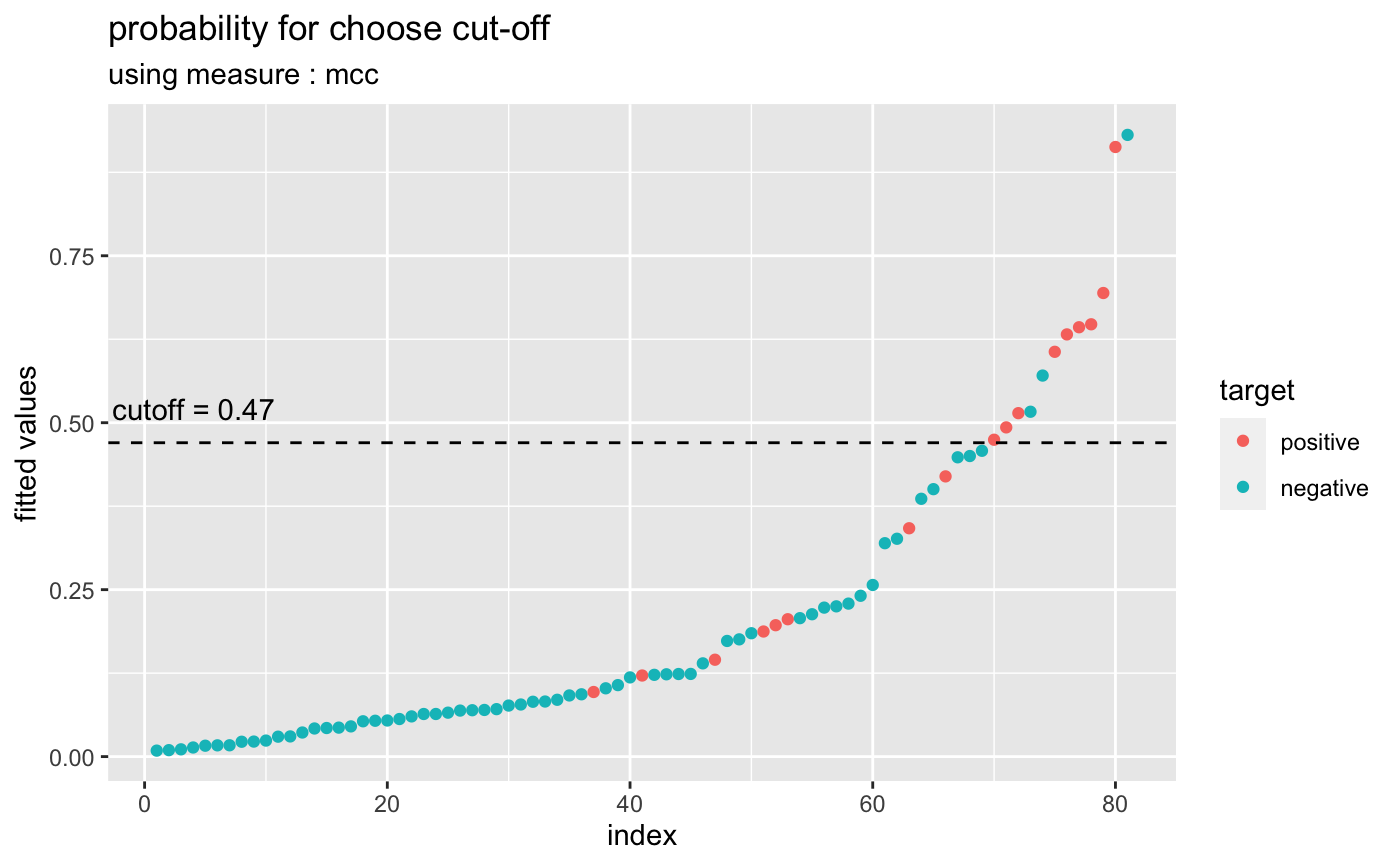 probability for choose cut-off
using measure : mcc
fitted values
0.75
0.50
0.25
0.00
cutoff = 0.47
0
20
40
60
80
index
target
positive
negative